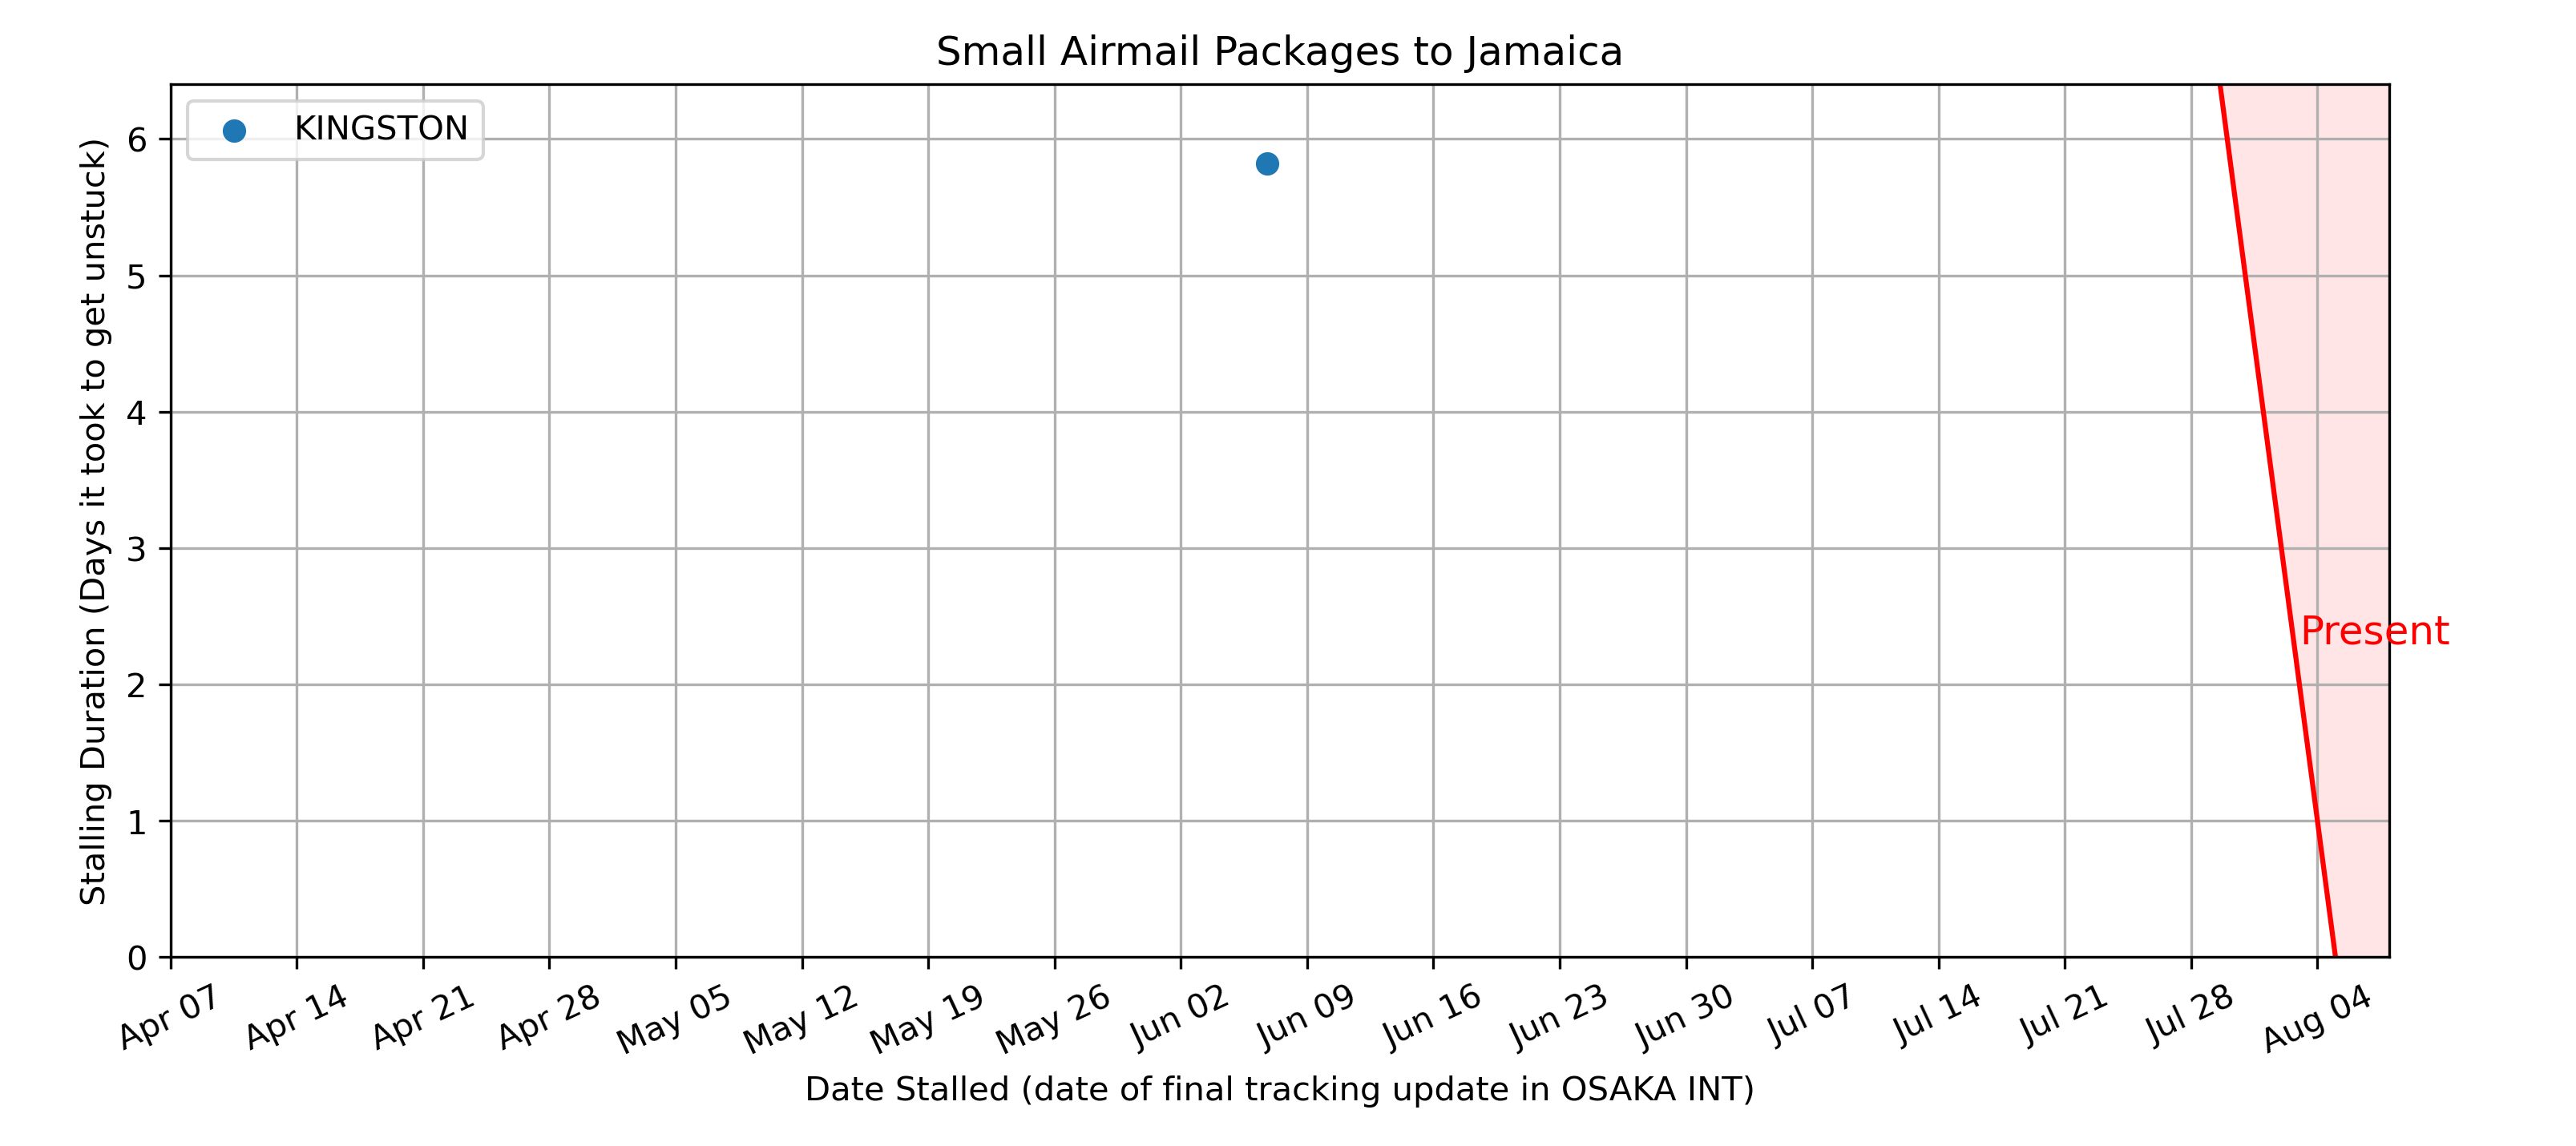 Small Airmail Packages to Jamaica
KINGSTON
Stalling Duration (Days it took to get unstuck)
6
5
4
3
2
1
0
Present
Apr 07 Apr 14 Apr 21 Apr 28 May 05 May 12 May 19 May 26 Jun 02 Jun 09 Jun 16 Jun 23 Jun 30 Jul 07 Jul 14 Jul 21 Jul 28 Aug 04
Date Stalled (date of final tracking update in OSAKA INT)